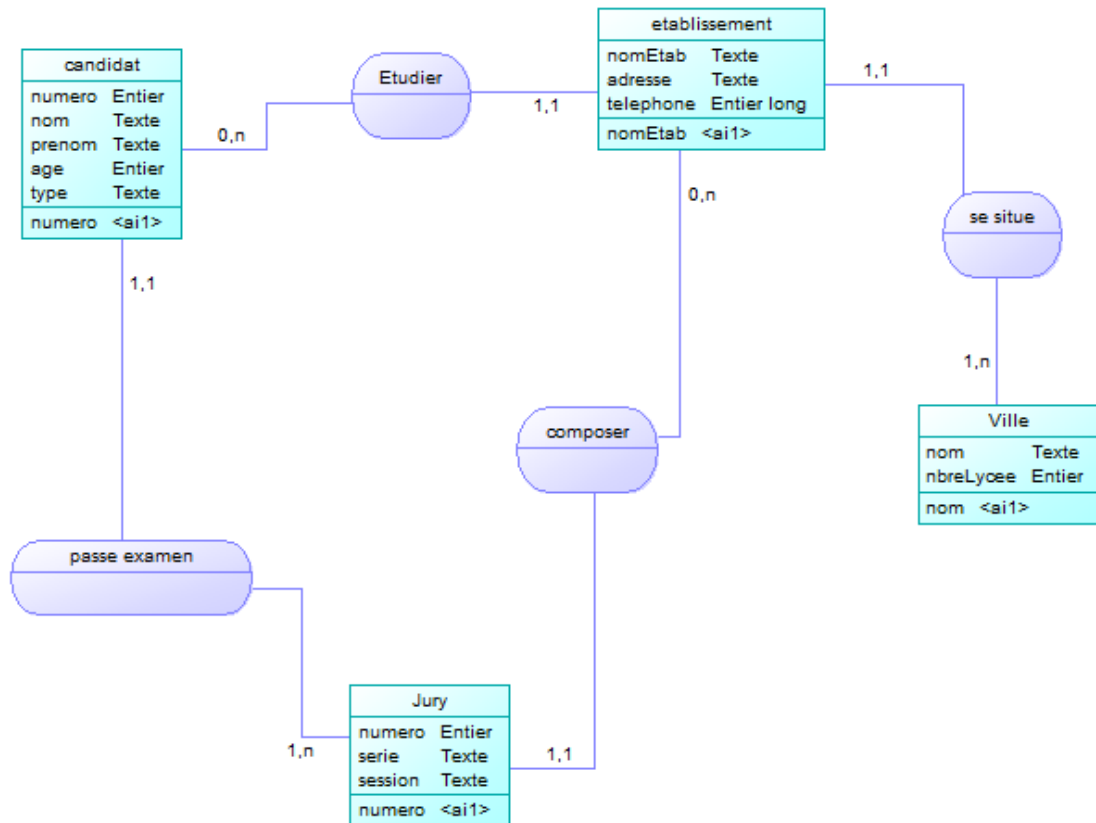 etablissement
nomEtab Texte
adresse Texte
telephone Entier long
nomEtab <ai1>
candidat
numero Entier
nom Texte
prenom Texte
age Entier
type Texte
numero <ai1>
Etudier
0,n
1,1
1,1
0,n
1,1
se situe
1,n
Ville
nom Texte
nbreLycee Entier
nom <ai1>
composer
passe examen
Jury
numero Entier
serie Texte
session Texte
numero <ai1>
1,n
1,1